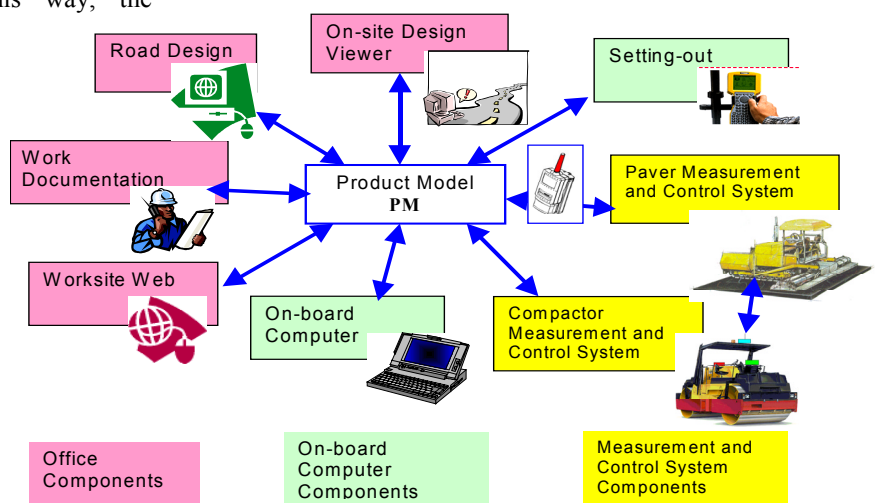 way, the
On-site Design
Viewer
Road Design
Setting-out
Work
Documentation
Product Model
PM
Paver Measurement
and Control System
Worksite Web
On-board
Computer
Compactor
Measurement and
Control System
Office
Components
On-board
Computer
Components
Measurement and
Control System
Components